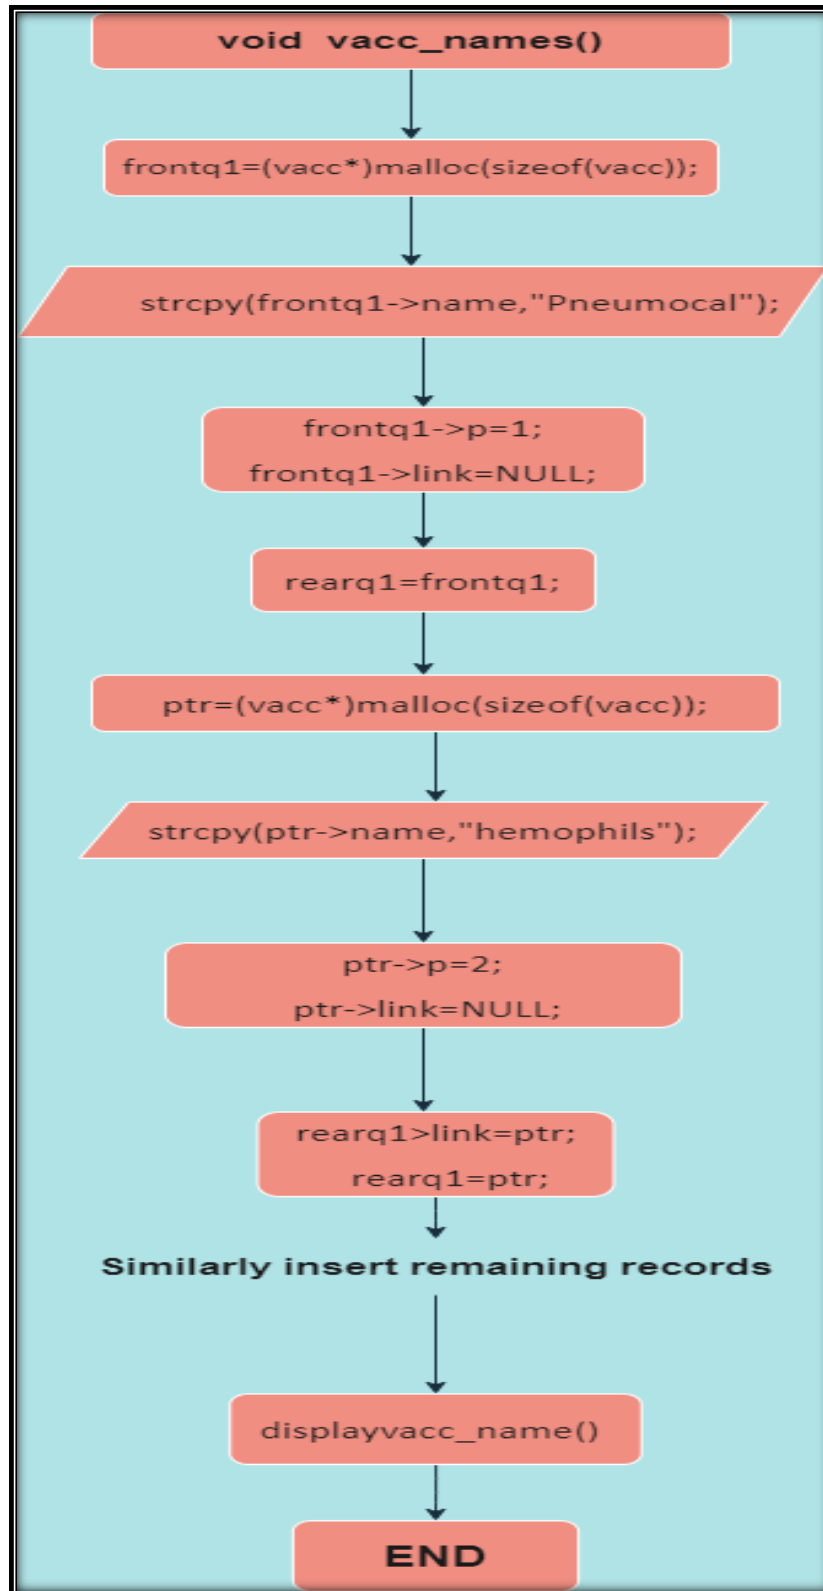 void vacc_names()
frontq1=(vacc*)malloc(sizeof(vacc));
strcpy(frontq1->name,"Pneumocal");
frontq1->p=1;
frontq1->link=NULL;
rearq1=frontq1;
ptr=(vacc*)malloc(sizeof(vacc));
strcpy(ptr->name,"hemophils");
ptr->p=2;
ptr->link=NULL;
rearq1>link=ptr;
rearq1=ptr;
Similarly insert remaining records
displayvacc_name()
END